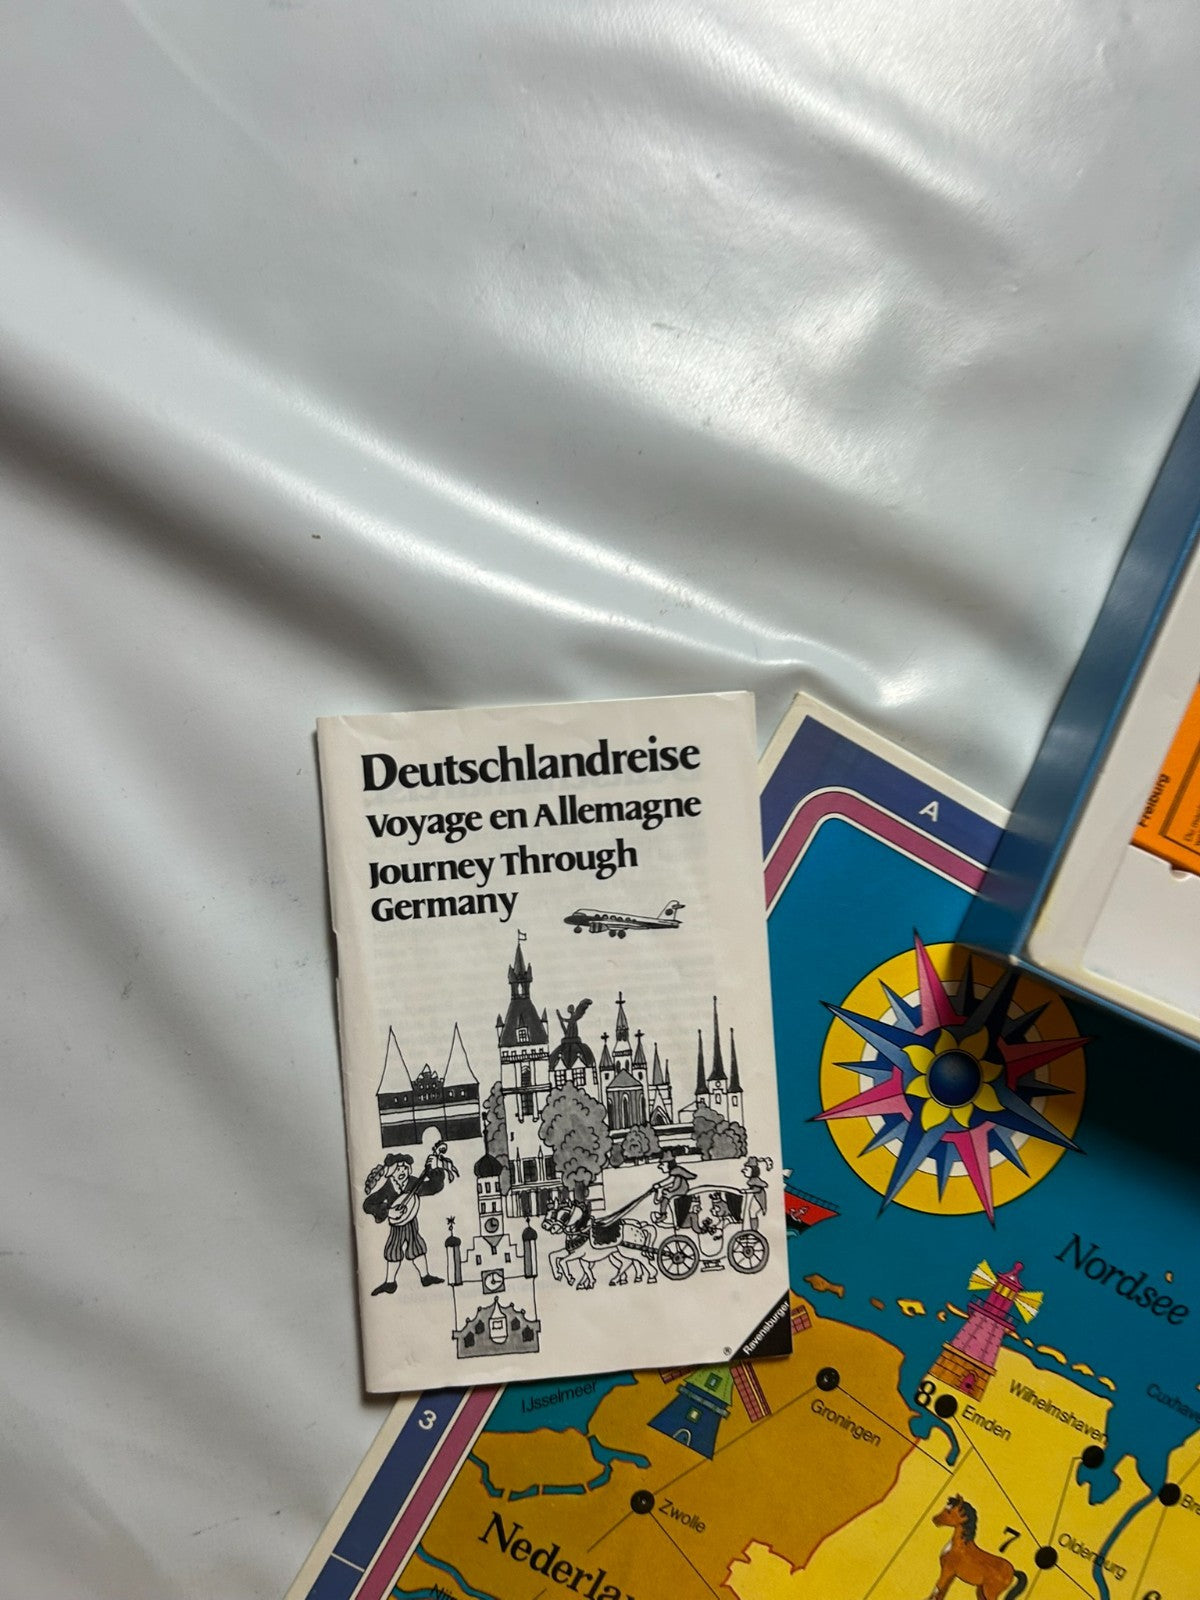 Deutschlandreise
Voyage en Allemagne
Journey Through
Germany
® Ravensburger
A
Freiburg
Nordsee
IJsselmeer
3
Groningen
8
Emden
Wilhelmshaven
Zwolle
7
Oldenburg